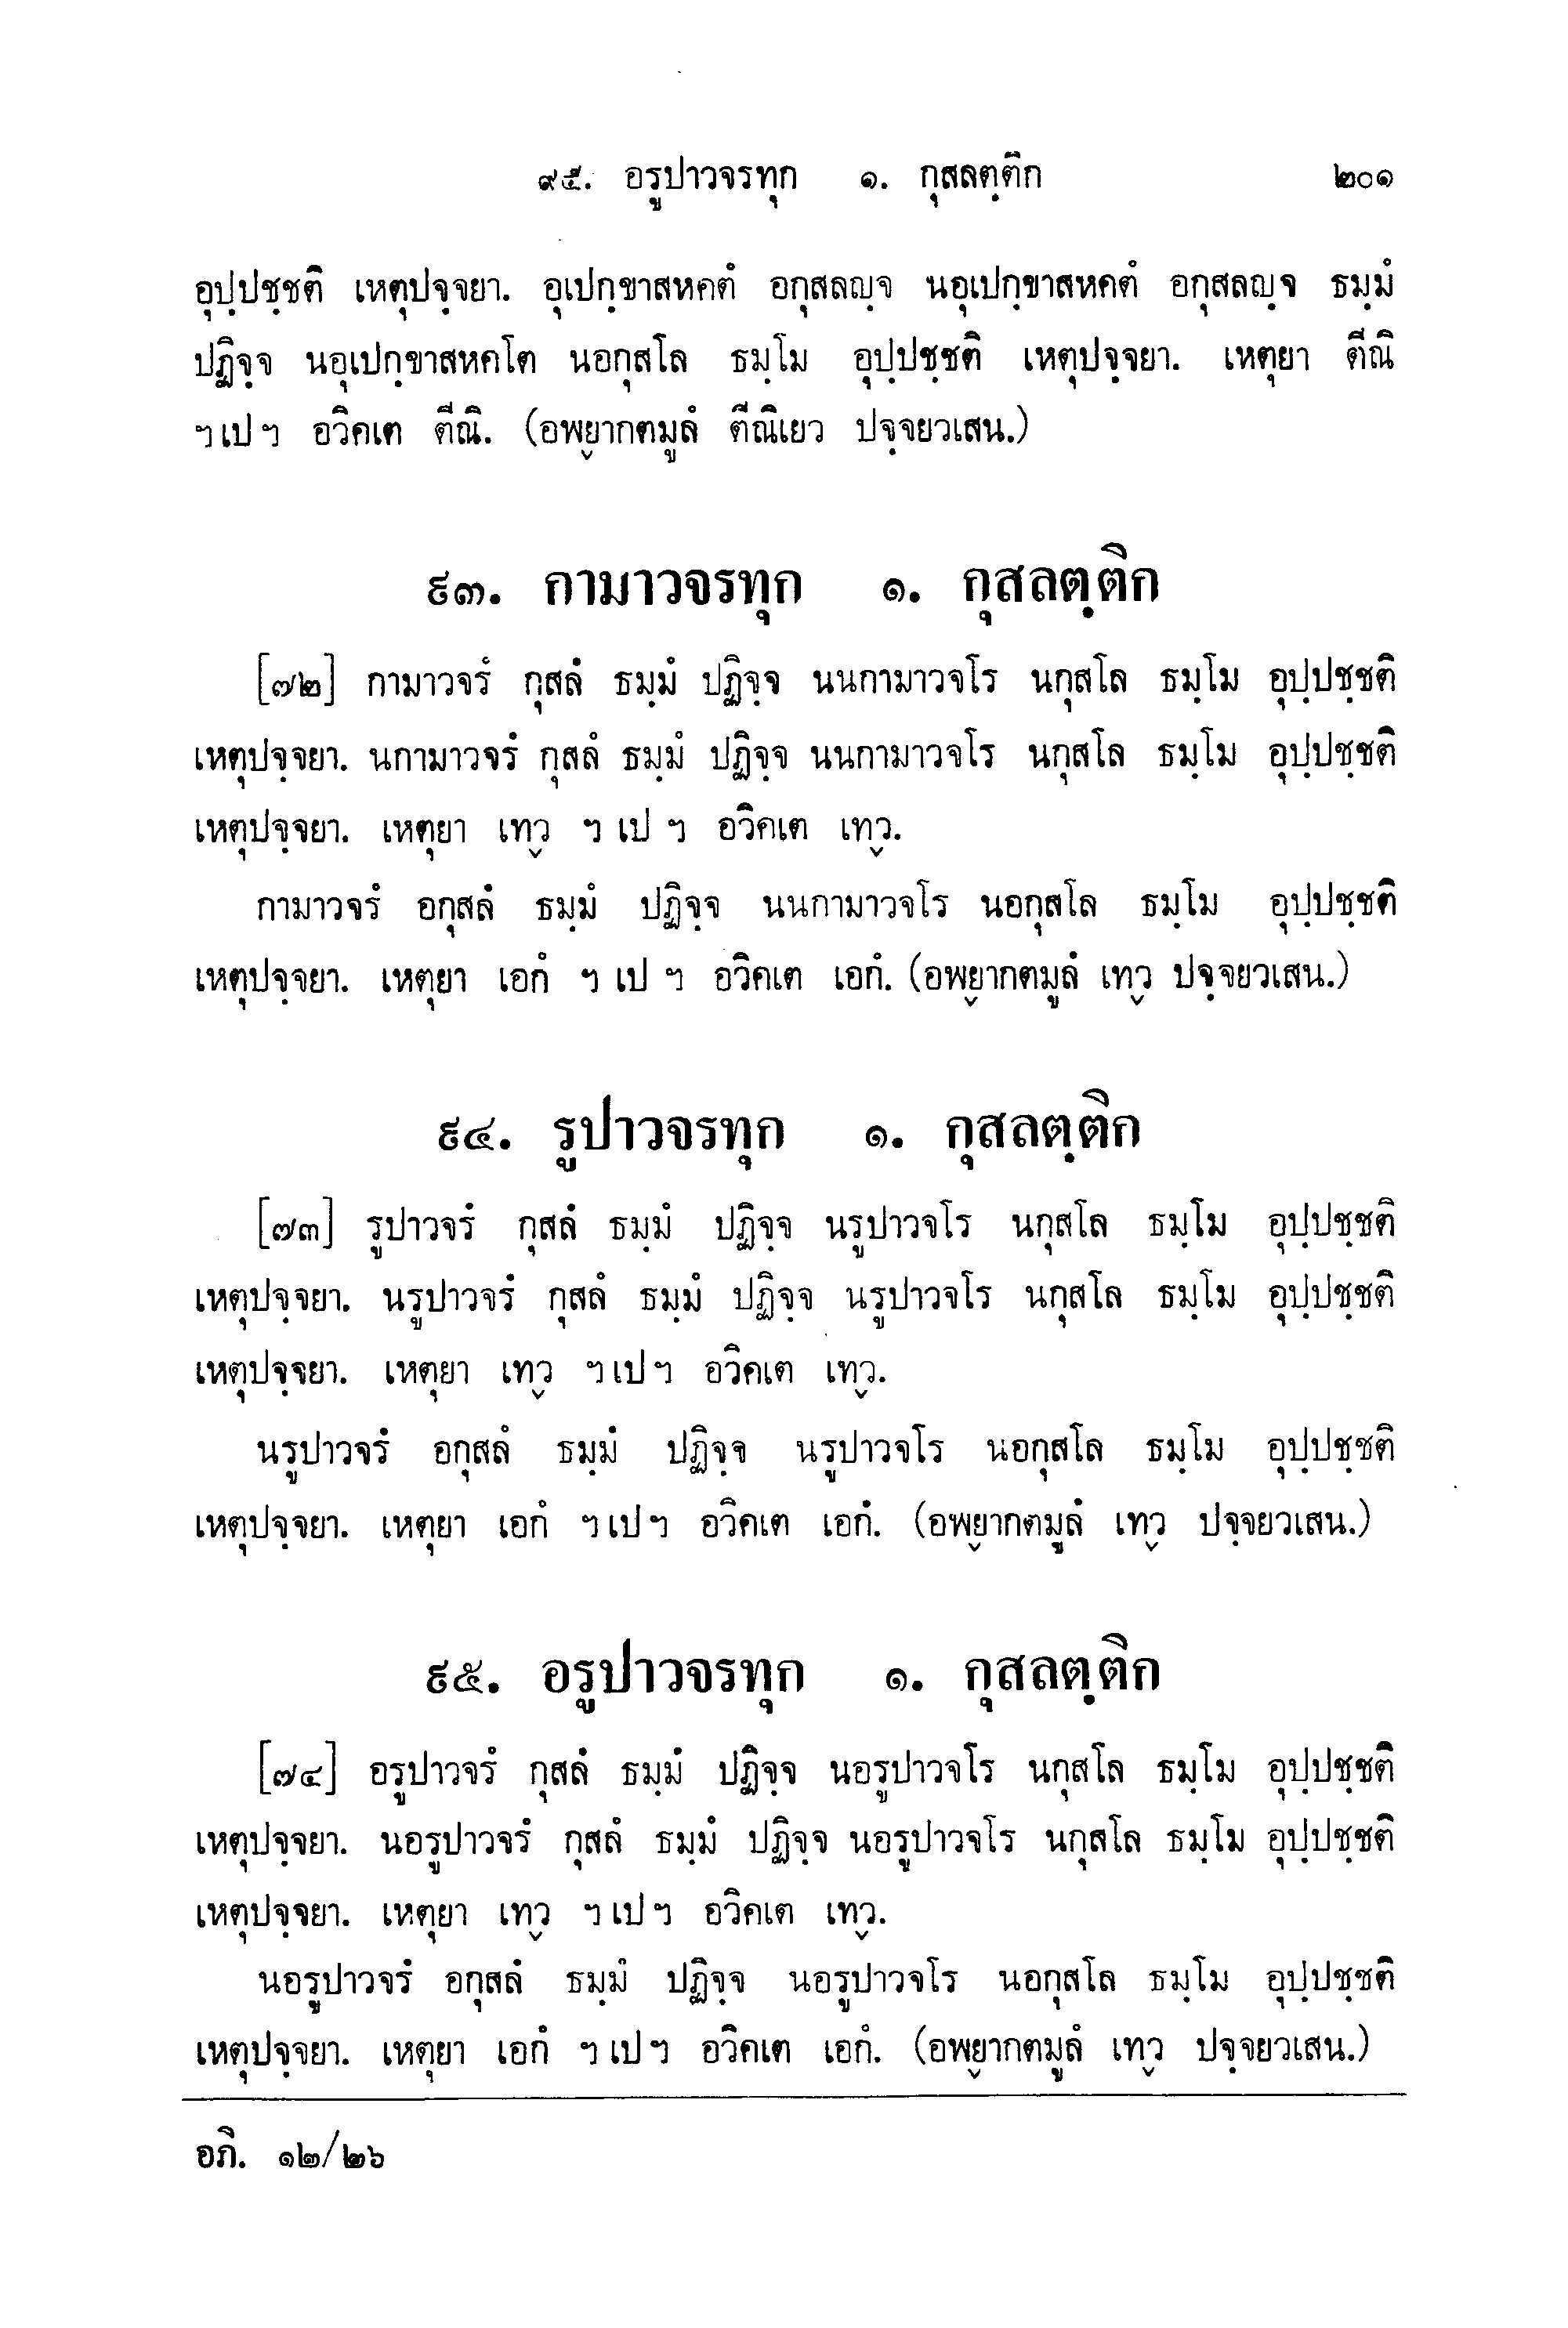 ๙๕. อรูปาวจรทุก ๑. กุสลตฺติก ๒๐๑
อุปฺปชฺชติ เหตุปจฺจยา. อุเปกฺขาสหคตํ อกุสลญฺจ นอุเปกฺขาสหคตํ อกุสลญฺจ ธมฺมํ
ปฏิจฺจ นอุเปกฺขาสหคโต นอกุสโล ธมฺโม อุปฺปชฺชติ เหตุปจฺจยา. เหตุยา ตีณิ
ฯ เป ฯ อวิคเต ตีณิ. (อพฺยากตมูลํ ตีณิเยว ปจฺจยวเสน.)
๙๓. กามาวจรทุก ๑. กุสลตฺติก
[๗๒] กามาวจรํ กุสลํ ธมฺมํ ปฏิจฺจ นนกามาวจโร นกุสโล ธมฺโม อุปฺปชฺชติ
เหตุปจฺจยา. นกามาวจรํ กุสลํ ธมฺมํ ปฏิจฺจ นนกามาวจโร นกุสโล ธมฺโม อุปฺปชฺชติ
เหตุปจฺจยา. เหตุยา เทฺว ฯ เป ฯ อวิคเต เทฺว.
กามาวจรํ อกุสลํ ธมฺมํ ปฏิจฺจ นนกามาวจโร นอกุสโล ธมฺโม อุปฺปชฺชติ
เหตุปจฺจยา. เหตุยา เอกํ ฯ เป ฯ อวิคเต เอกํ. (อพฺยากตมูลํ เทฺว ปจฺจยวเสน.)
๙๔. รูปาวจรทุก ๑. กุสลตฺติก
[๗๓] รูปาวจรํ กุสลํ ธมฺมํ ปฏิจฺจ นรูปาวจโร นกุสโล ธมฺโม อุปฺปชฺชติ
เหตุปจฺจยา. นรูปาวจรํ กุสลํ ธมฺมํ ปฏิจฺจ นรูปาวจโร นกุสโล ธมฺโม อุปฺปชฺชติ
เหตุปจฺจยา. เหตุยา เทฺว ฯ เป ฯ อวิคเต เทฺว.
นรูปาวจรํ อกุสลํ ธมฺมํ ปฏิจฺจ นรูปาวจโร นอกุสโล ธมฺโม อุปฺปชฺชติ
เหตุปจฺจยา. เหตุยา เอกํ ฯ เป ฯ อวิคเต เอกํ. (อพฺยากตมูลํ เทฺว ปจฺจยวเสน.)
๙๕. อรูปาวจรทุก ๑. กุสลตฺติก
[๗๔] อรูปาวจรํ กุสลํ ธมฺมํ ปฏิจฺจ นอรูปาวจโร นกุสโล ธมฺโม อุปฺปชฺชติ
เหตุปจฺจยา. นอรูปาวจรํ กุสลํ ธมฺมํ ปฏิจฺจ นอรูปาวจโร นกุสโล ธมฺโม อุปฺปชฺชติ
เหตุปจฺจยา. เหตุยา เทฺว ฯ เป ฯ อวิคเต เทฺว.
นอรูปาวจรํ อกุสลํ ธมฺมํ ปฏิจฺจ นอรูปาวจโร นอกุสโล ธมฺโม อุปฺปชฺชติ
เหตุปจฺจยา. เหตุยา เอกํ ฯ เป ฯ อวิคเต เอกํ. (อพฺยากตมูลํ เทฺว ปจฺจยวเสน.)
อภิ. ๑๒/๒๖